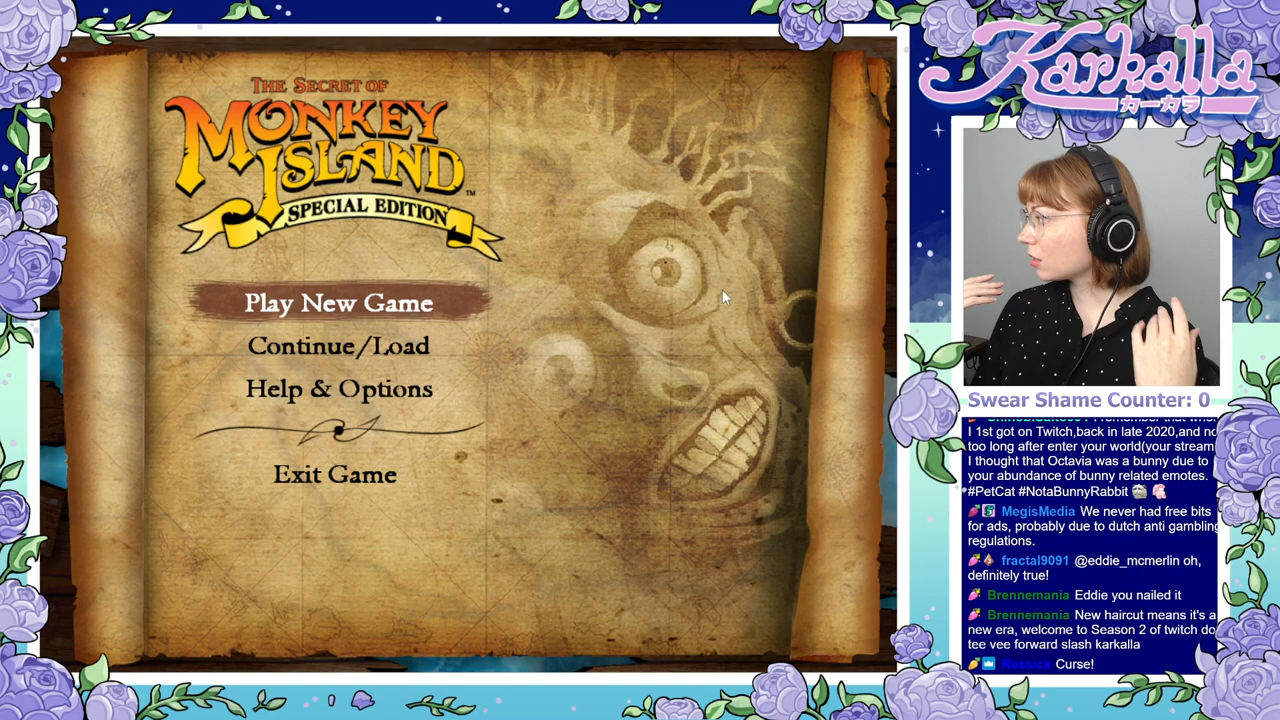 THE SECRET OF
MONKEY
ISLAND™
SPECIAL EDITION
Play New Game
Continue/Load
Help & Options
Exit Game
Karkalla
カーカラ
Swear Shame Counter: 0
I 1st got on Twitch,back in late 2020,and no
too long after enter your world(your stream
I thought that Octavia was a bunny due to
your abundance of bunny related emotes.
#PetCat #NotaBunnyRabbit
MegisMedia We never had free bits
for ads, probably due to dutch anti gambling
regulations.
fractal9091 @eddie_mcmerlin oh,
definitely true!
Brennemania Eddie you nailed it
Brennemania New haircut means it's a
new era, welcome to Season 2 of twitch do
tee vee forward slash karkalla
Curse!